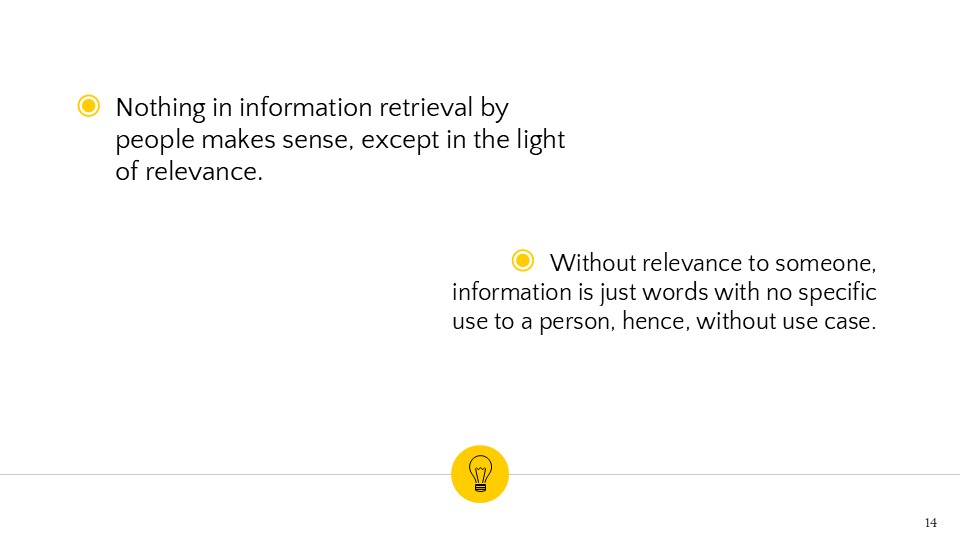 Nothing in information retrieval by
people makes sense, except in the light
of relevance.
Without relevance to someone,
information is just words with no specific
use to a person, hence, without use case.
14